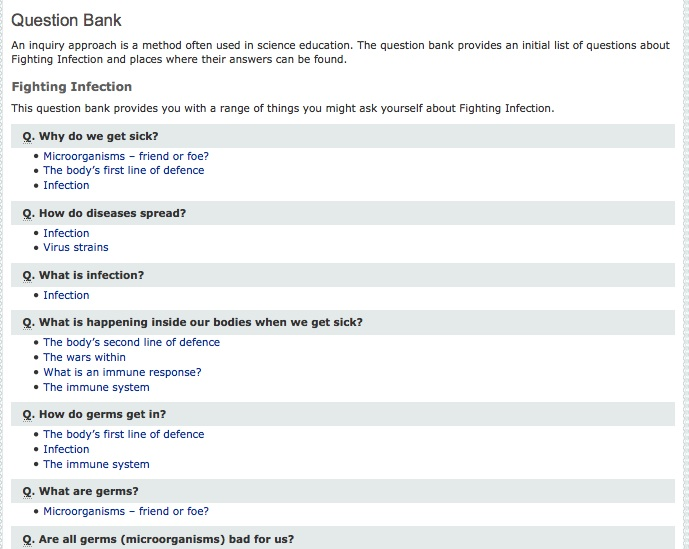 Question Bank
An inquiry approach is a method often used in science education. The question bank provides an initial list of questions about
Fighting Infection and places where their answers can be found.
Fighting Infection
This question bank provides you with a range of things you might ask yourself about Fighting Infection.
Q. Why do we get sick?
• Microorganisms – friend or foe?
• The body’s first line of defence
• Infection
Q. How do diseases spread?
• Infection
• Virus strains
Q. What is infection?
• Infection
Q. What is happening inside our bodies when we get sick?
• The body’s second line of defence
• The wars within
• What is an immune response?
• The immune system
Q. How do germs get in?
• The body’s first line of defence
• Infection
• The immune system
Q. What are germs?
• Microorganisms – friend or foe?
Q. Are all germs (microorganisms) bad for us?